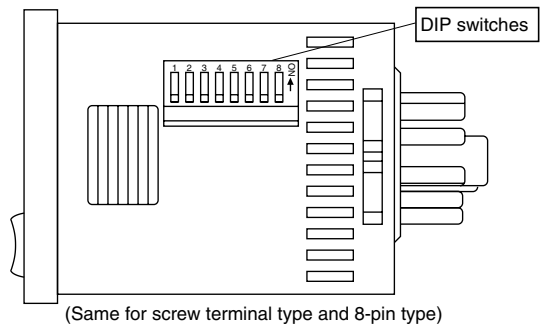 DIP switches
1 2 3 4 5 6 7 8 ON
(Same for screw terminal type and 8-pin type)